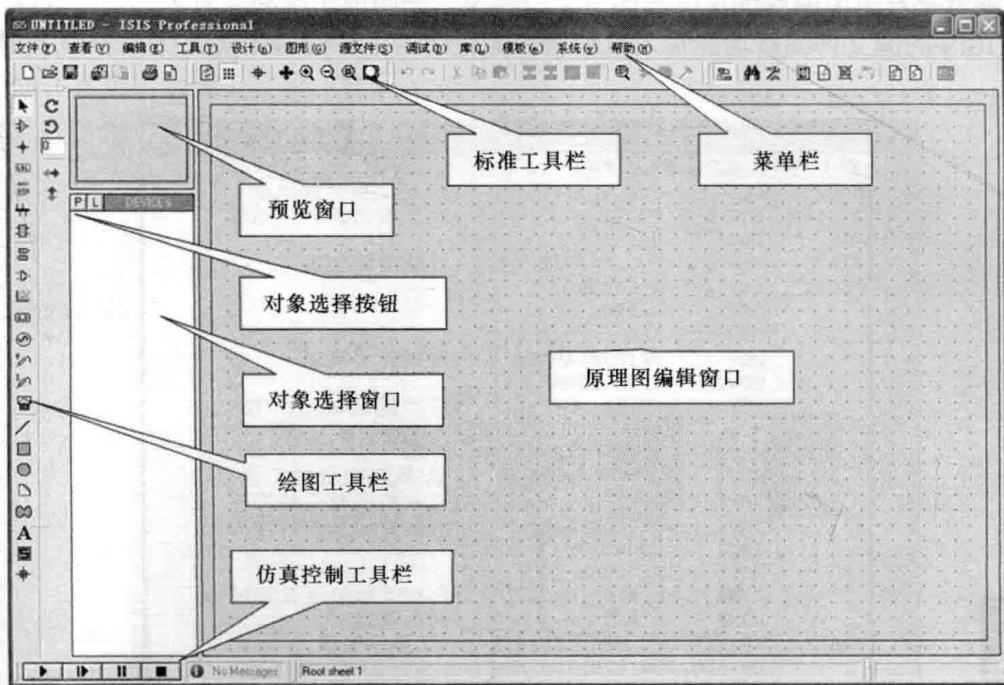 UNTITLED - ISIS Professional
文件(F) 查看(V) 编辑(E) 工具(T) 设计(D) 图形(G) 源文件(S) 调试(D) 库(L) 模板(M) 系统(Y) 帮助(H)
标准工具栏
菜单栏
0
预览窗口
P L DEVICES
对象选择按钮
原理图编辑窗口
对象选择窗口
绘图工具栏
A
仿真控制工具栏
No Messages Root sheet 1